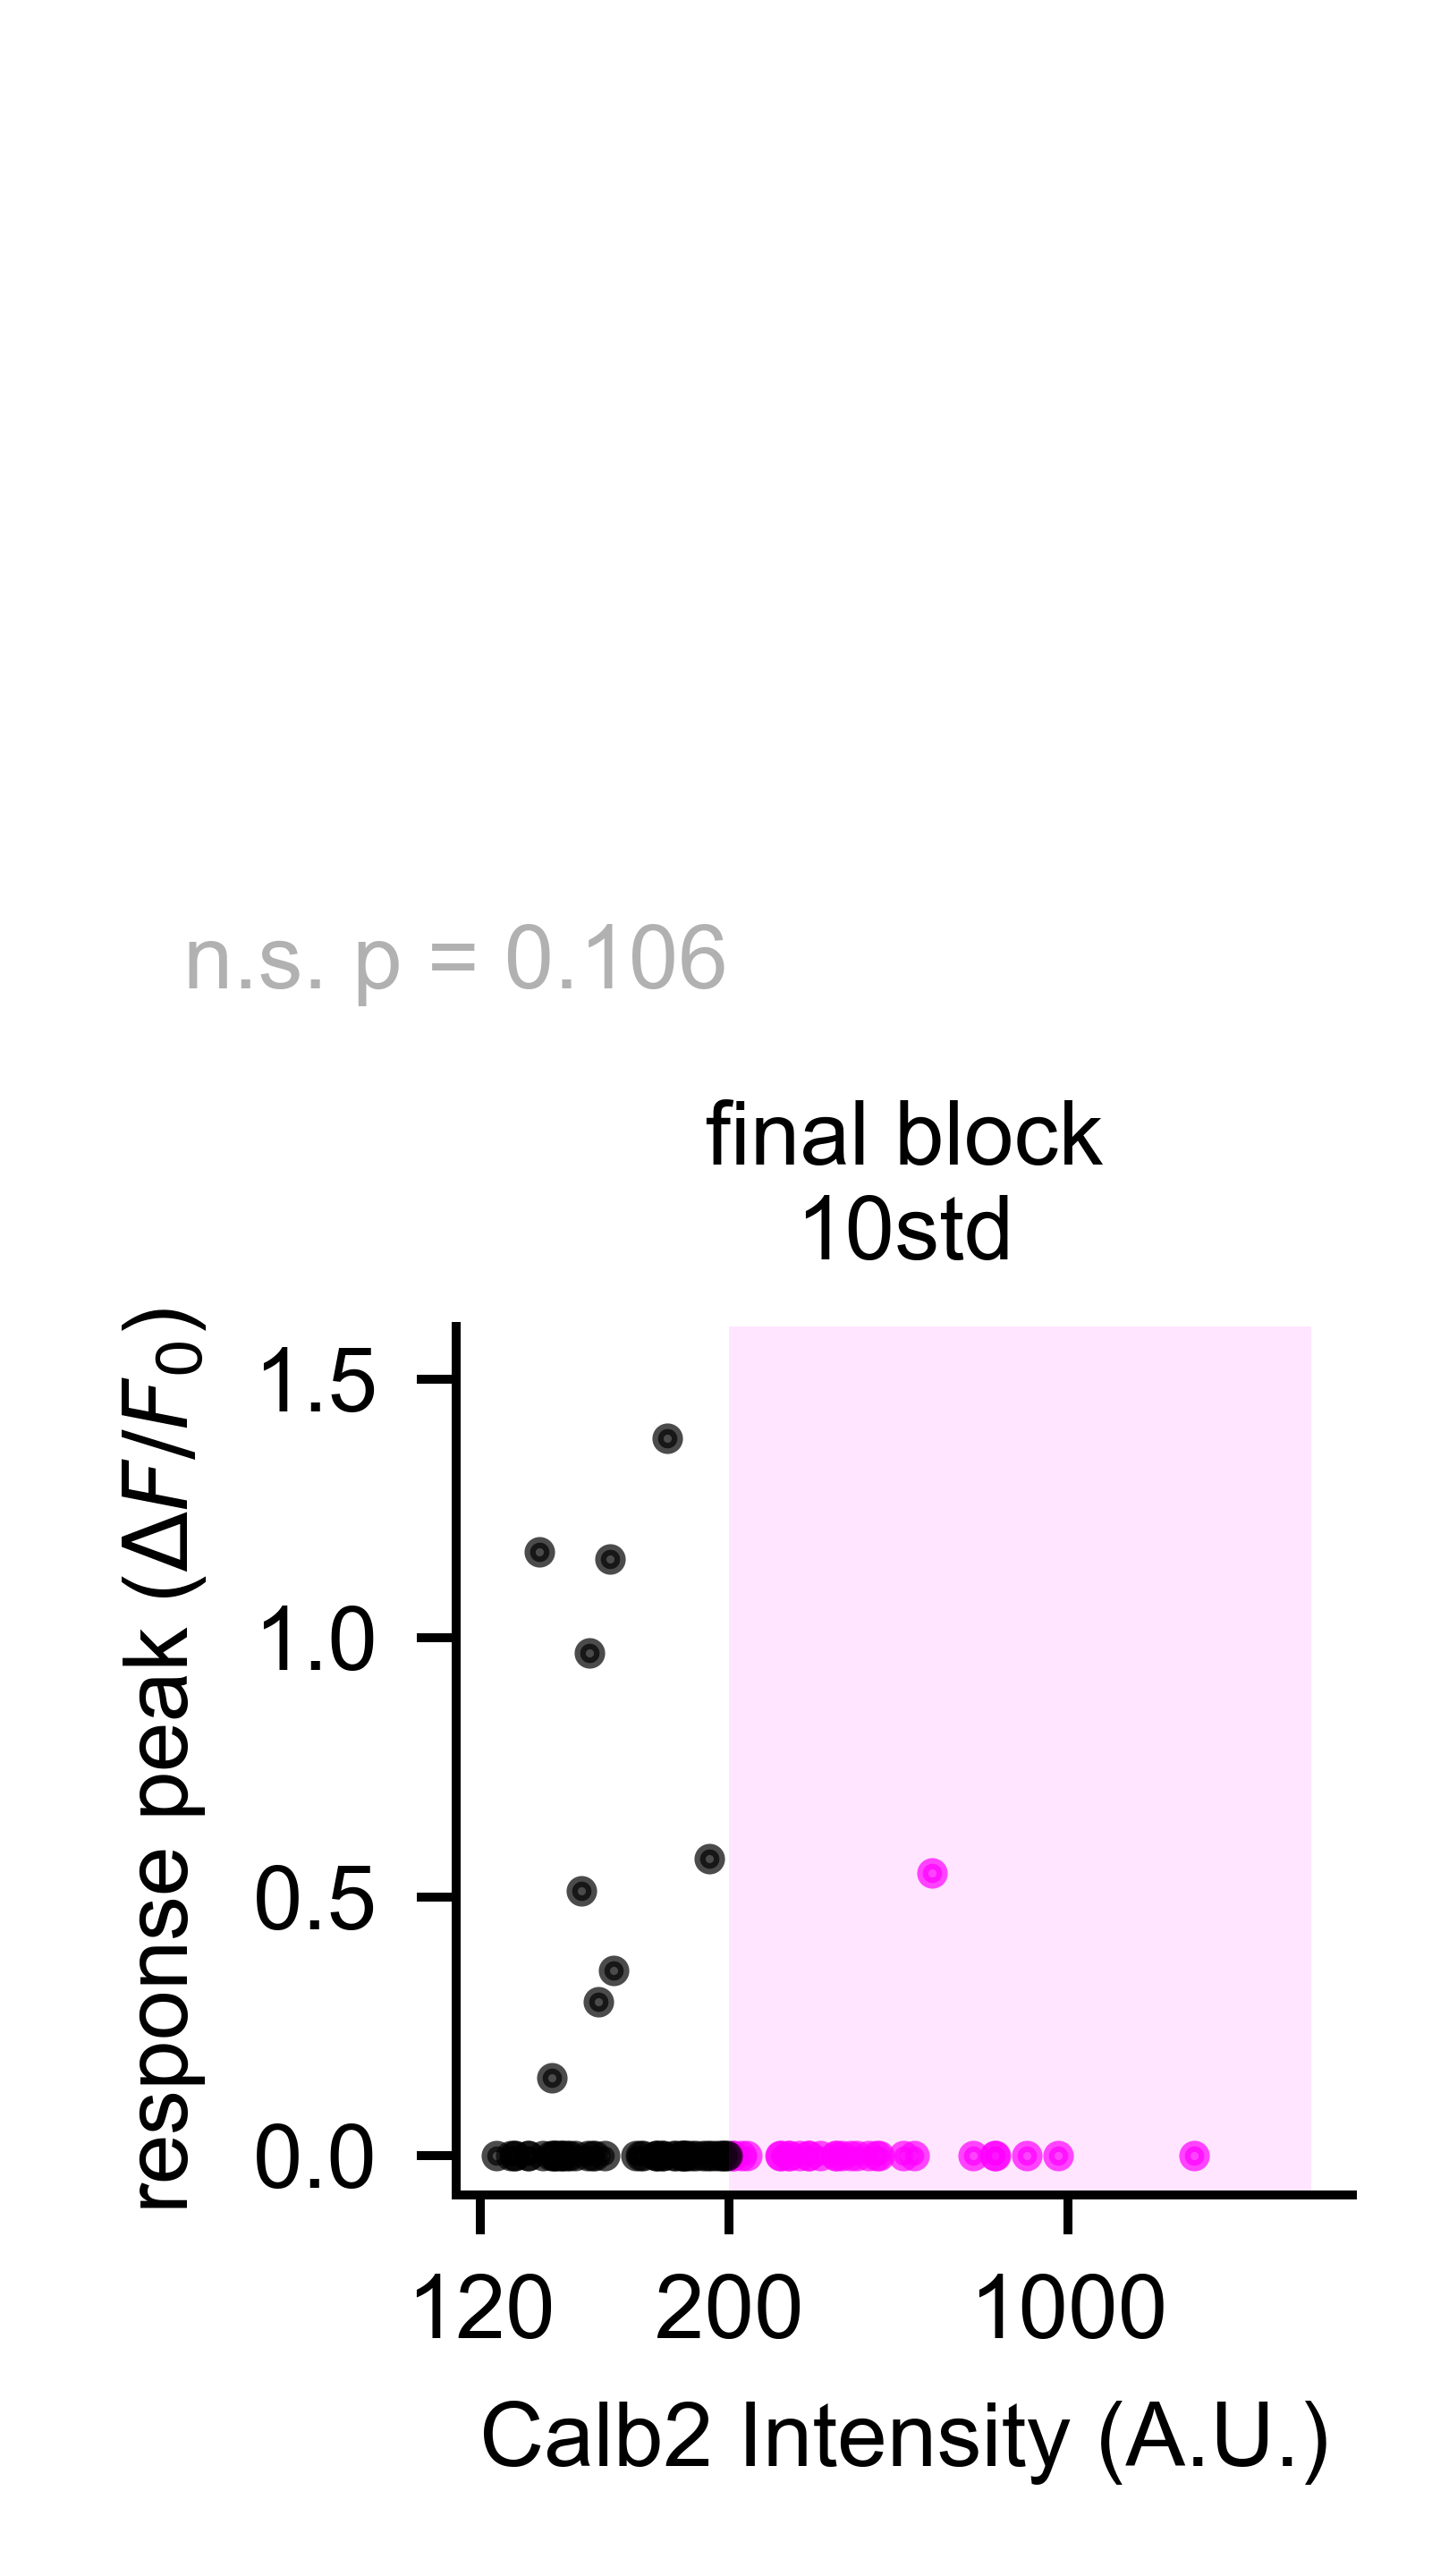 n.s. p = 0.106
final block
10std
response peak (ΔF/F₀)
1.5
1.0
0.5
0.0
120 200 1000
Calb2 Intensity (A.U.)